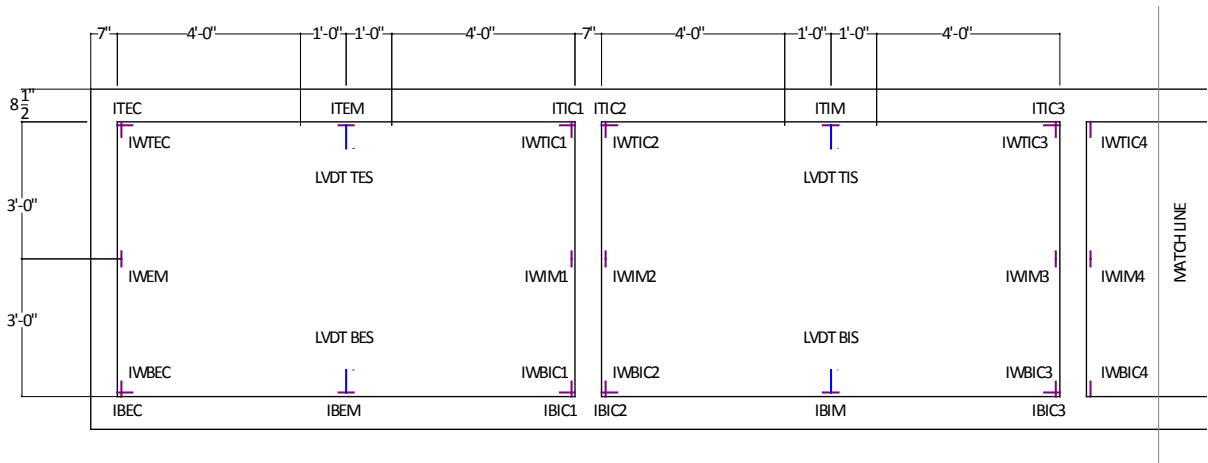 7" 4'-0" 1'-0" 1'-0" 4'-0" 7" 4'-0" 1'-0" 1'-0" 4'-0"
8 1/2"
ITEC ITEM ITIC1 ITIC2 ITIM ITIC3
IWTEC IWTIC1 IWTIC2 IWTIC3 IWTIC4
LVDT TES LVDT TIS
3'-0"
MATCH LINE
IWEM IWIM1 IWIM2 IWIM3 IWIM4
3'-0"
LVDT BES LVDT BIS
IWBEC IWBIC1 IWBIC2 IWBIC3 IWBIC4
IBEC IBEM IBIC1 IBIC2 IBIM IBIC3